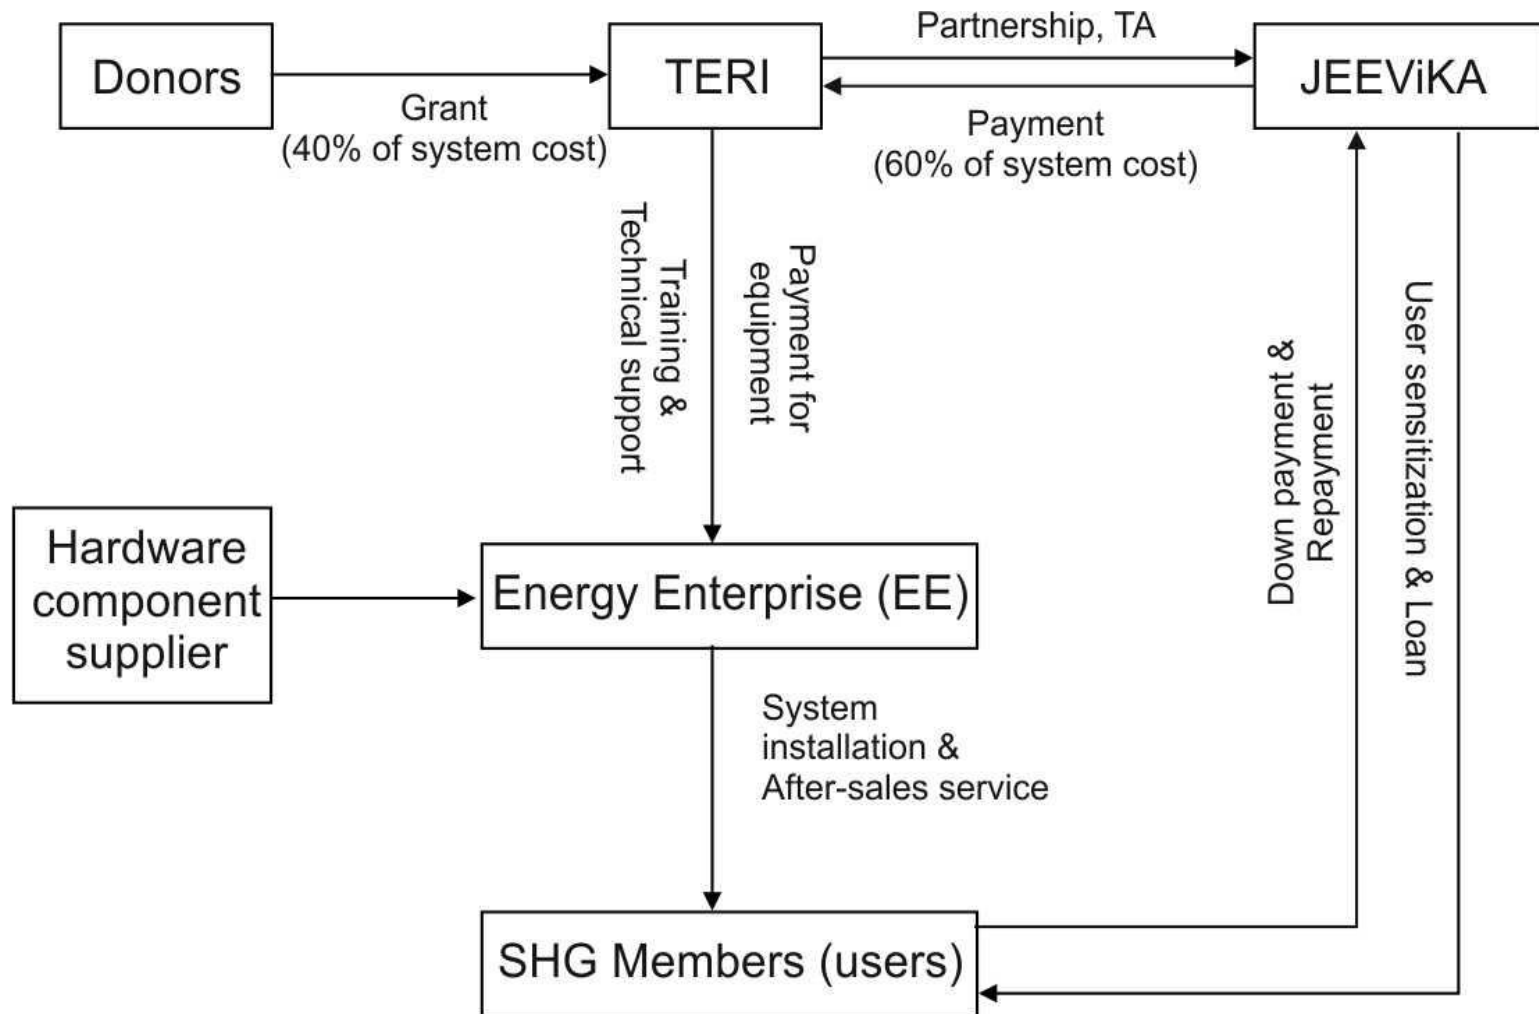 Donors
TERI
JEEViKA
Partnership, TA
Grant
(40% of system cost)
Payment
(60% of system cost)
Training &
Technical support
Payment for
equipment
Down payment &
Repayment
User sensitization & Loan
Hardware
component
supplier
Energy Enterprise (EE)
System
installation &
After-sales service
SHG Members (users)